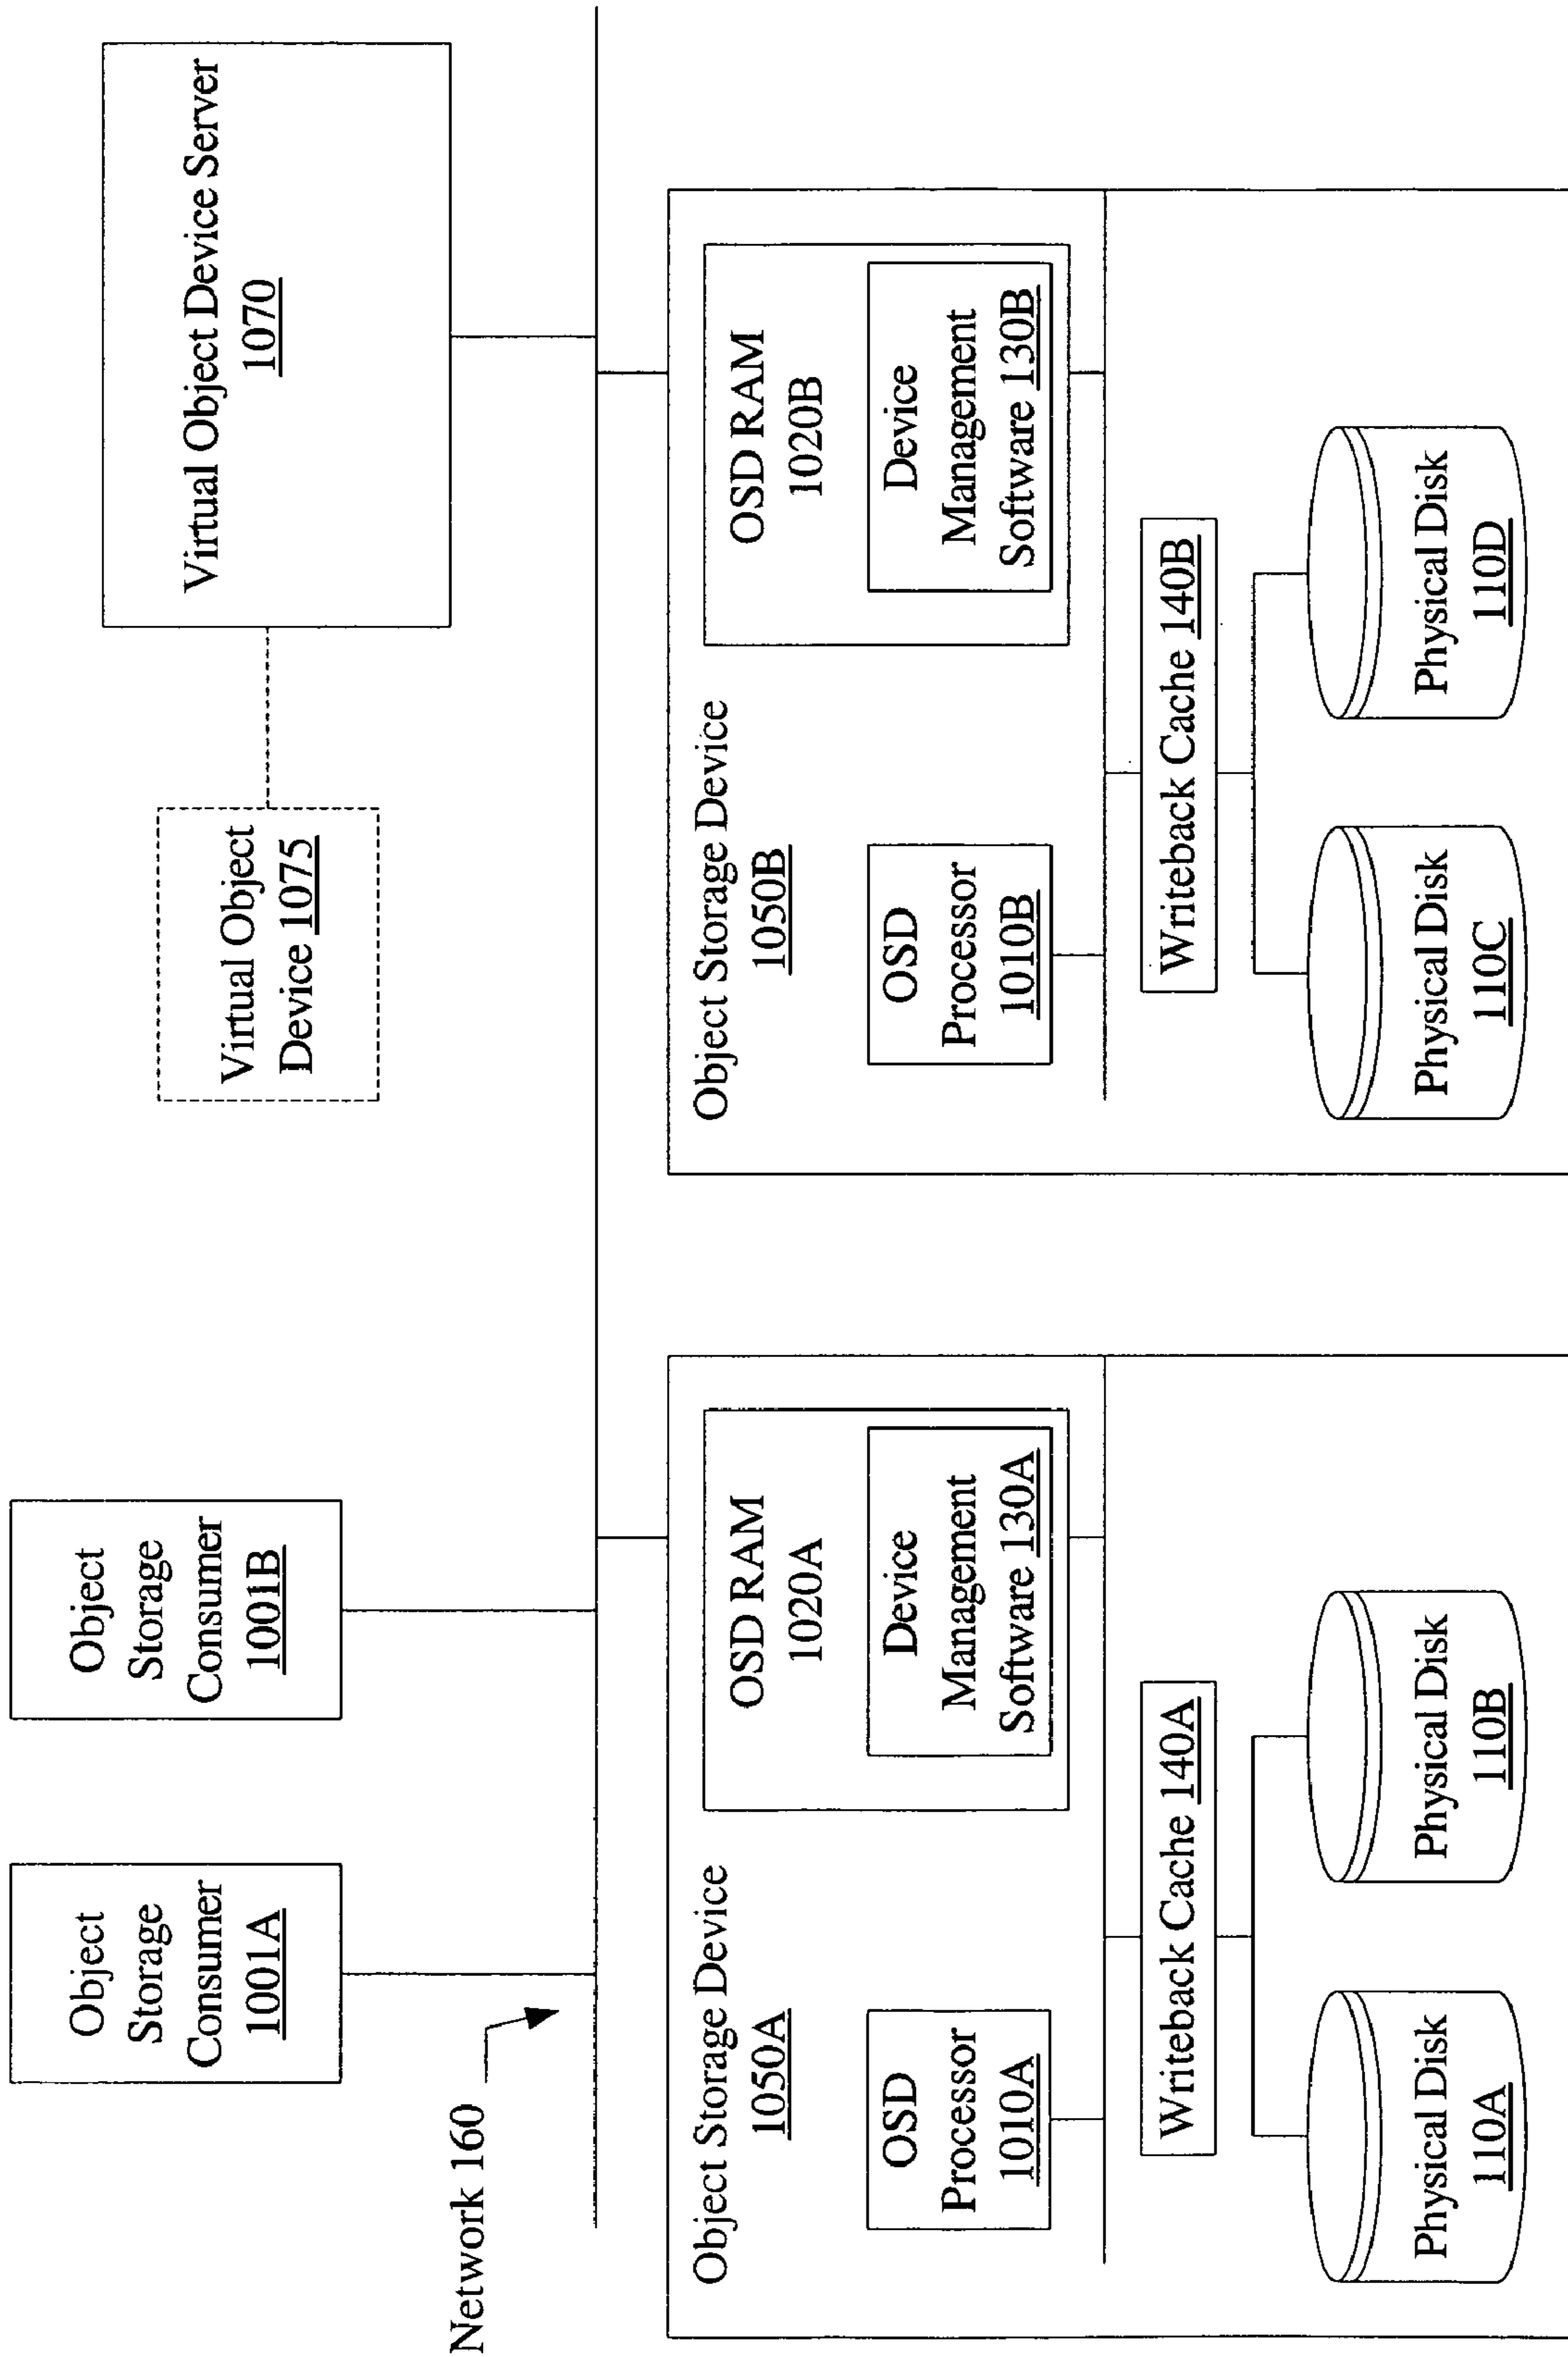 Object
Storage
Consumer
1001A
Object
Storage
Consumer
1001B
Virtual Object
Device 1075
Virtual Object Device Server
1070
Network 160
Object Storage Device
1050A
OSD
Processor
1010A
OSD RAM
1020A
Device
Management
Software 130A
Writeback Cache 140A
Physical Disk
110A
Physical Disk
110B
Object Storage Device
1050B
OSD
Processor
1010B
OSD RAM
1020B
Device
Management
Software 130B
Writeback Cache 140B
Physical Disk
110C
Physical Disk
110D